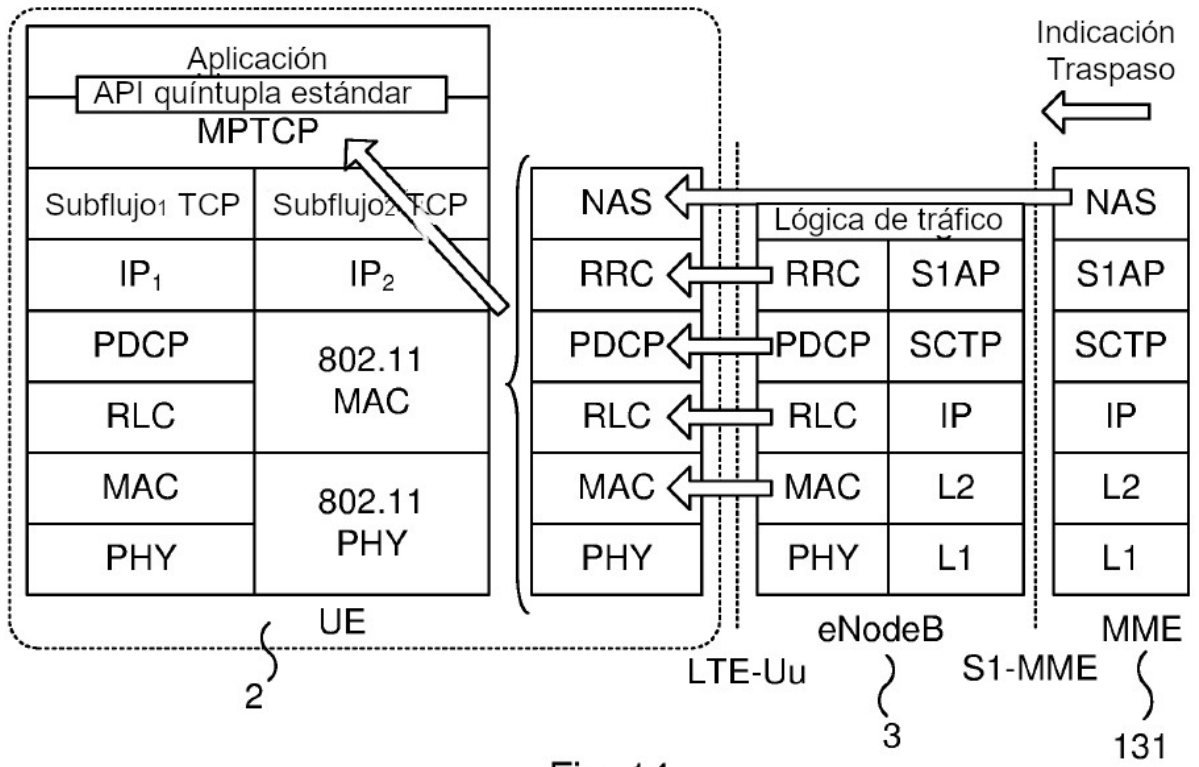 Indicación
Traspaso
Aplicación
API quíntupla estándar
MPTCP
Subflujo1 TCP
Subflujo2 TCP
NAS
Lógica de tráfico
NAS
IP1
IP2
RRC
RRC
S1AP
S1AP
PDCP
802.11
MAC
PDCP
PDCP
SCTP
SCTP
RLC
RLC
RLC
IP
IP
MAC
802.11
PHY
MAC
MAC
L2
L2
PHY
PHY
PHY
L1
L1
UE
eNodeB
MME
LTE-Uu
S1-MME
2
3
131